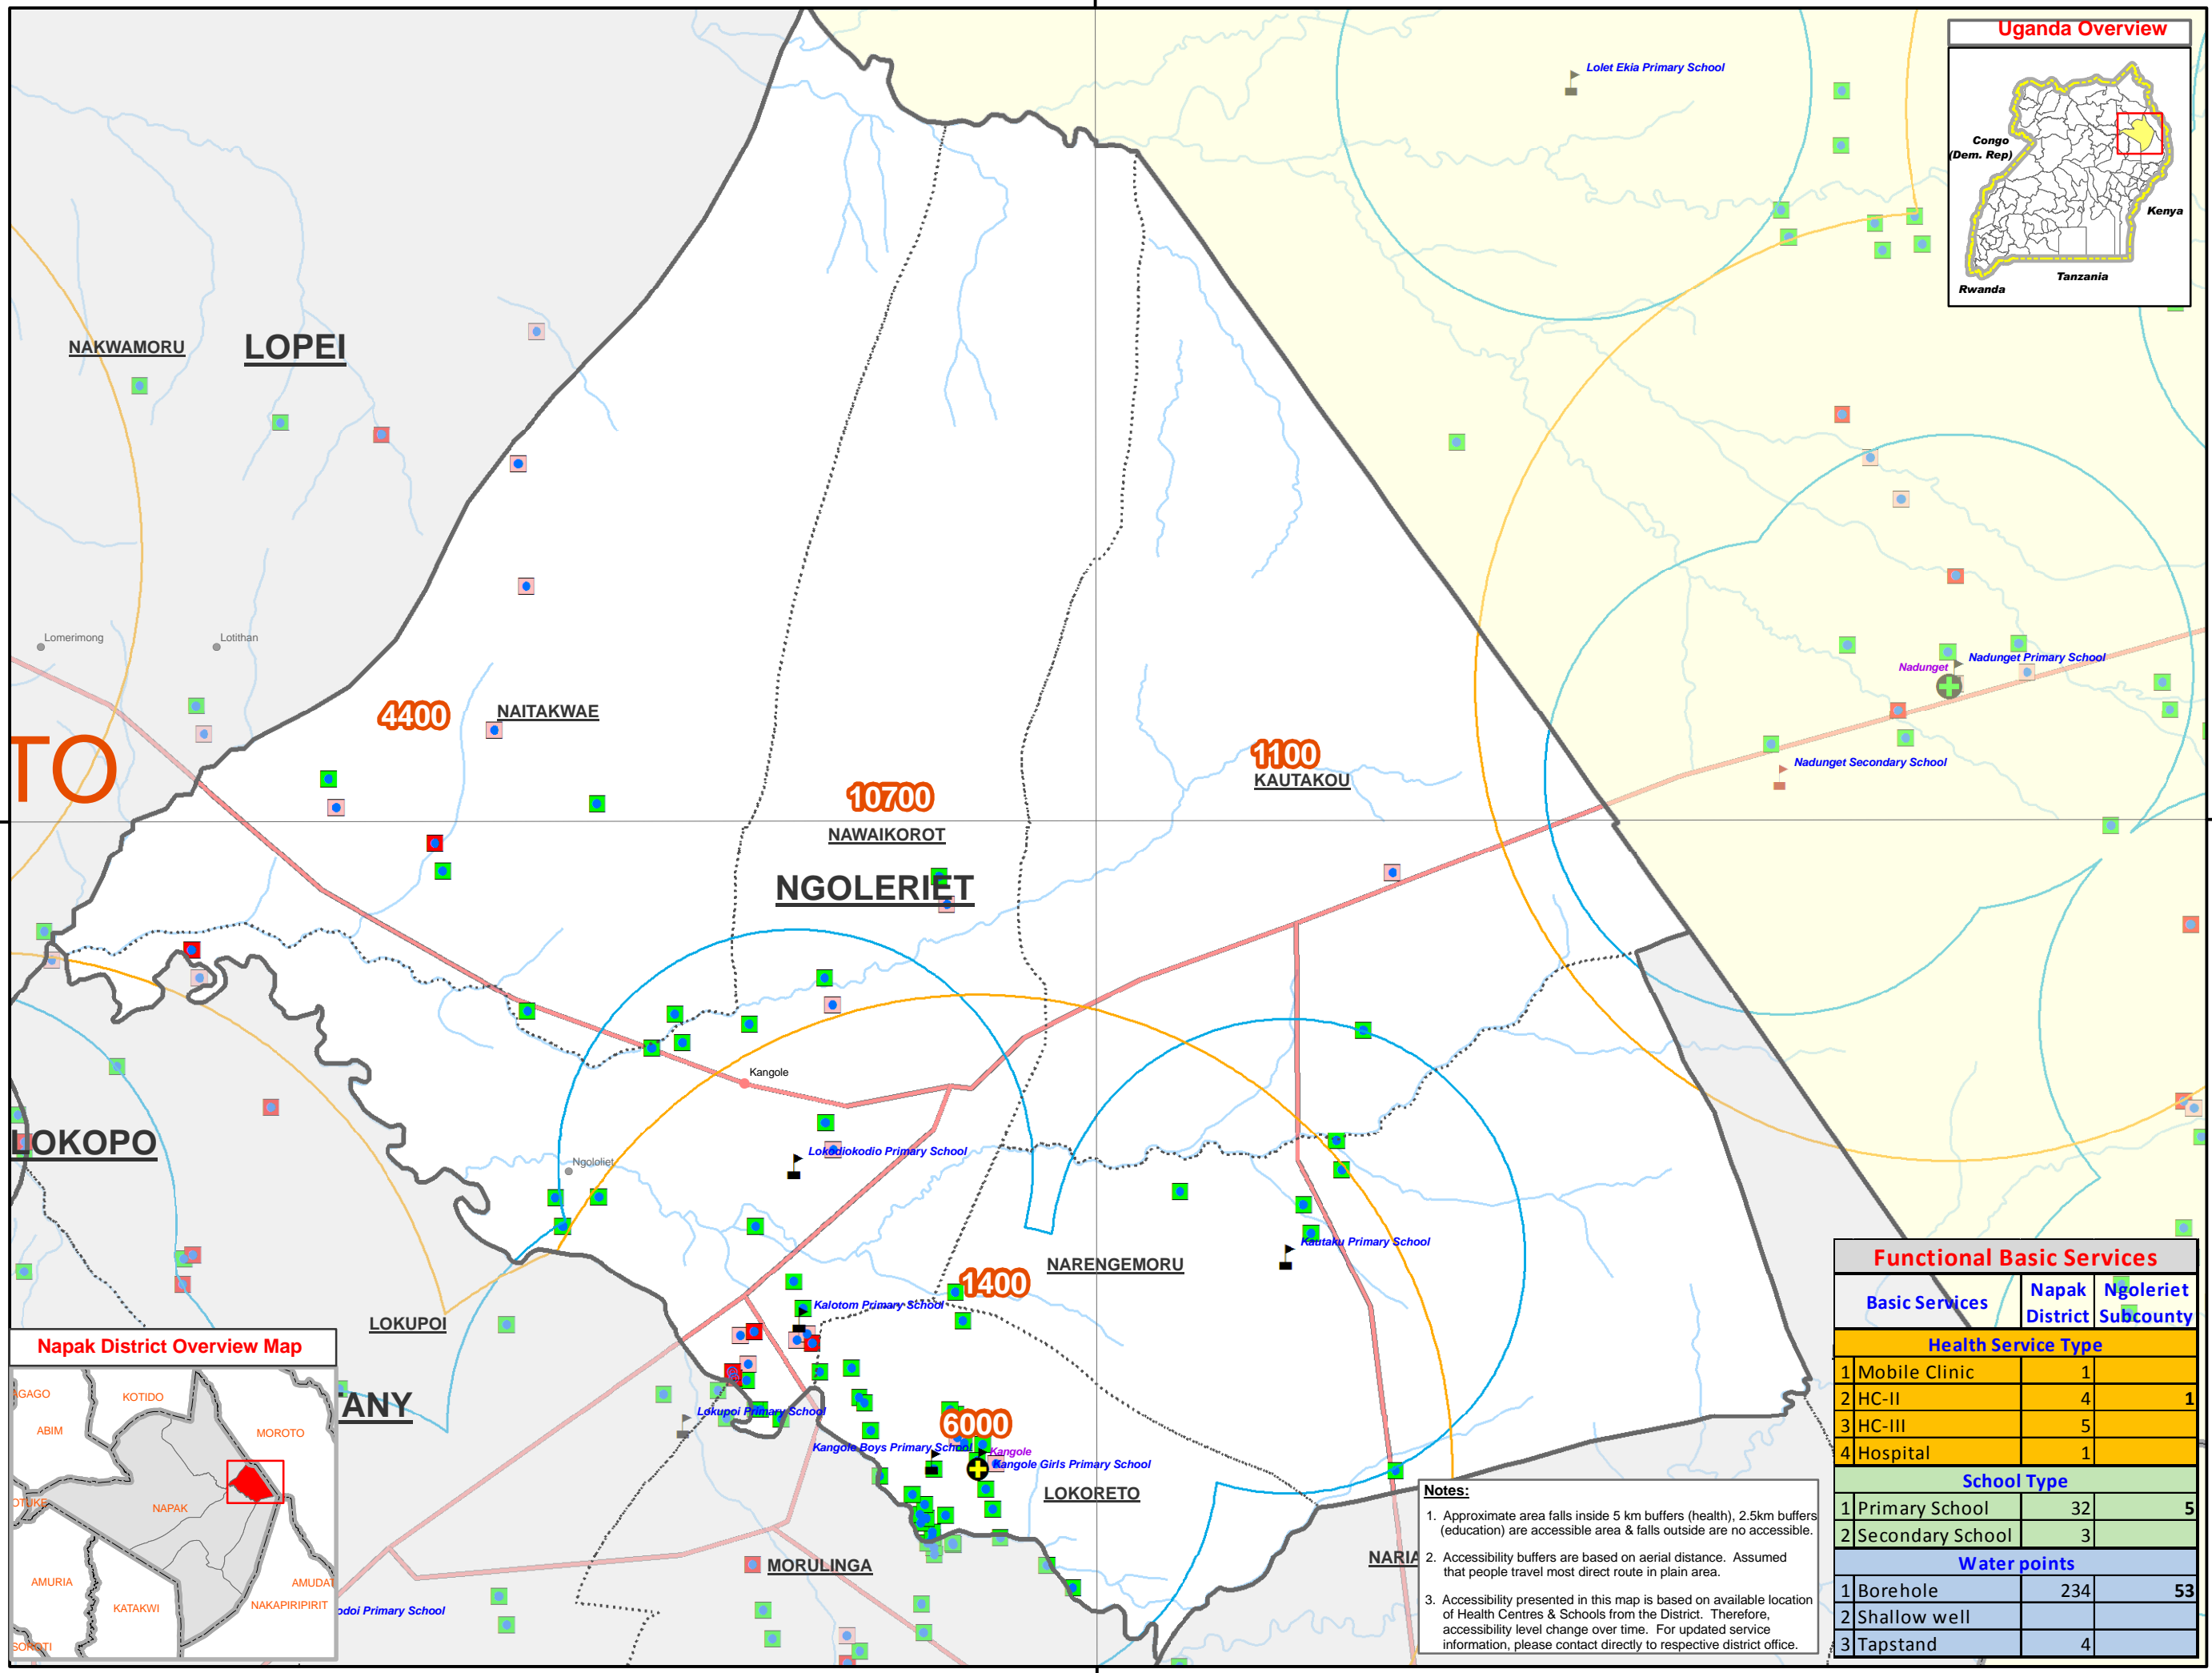 Uganda Overview
Congo
(Dem. Rep)
Kenya
Tanzania
Rwanda
Lolet Ekia Primary School
NAKWAMORU
LOPEI
Lomerimong
Lotithan
Nadunget
Nadunget Primary School
Nadunget Secondary School
4400
NAITAKWAE
TO
1100
KAUTAKOU
10700
NAWAIKOROT
NGOLERIET
Kangole
LOKOPO
Lokodiokodio Primary School
Ngololiet
Kautaku Primary School
NARENGEMORU
1400
Kalotom Primary School
LOKUPOI
TANY
Lokupoi Primary School
6000
Kangole Boys Primary School
Kangole
Kangole Girls Primary School
LOKORETO
NARIA
MORULINGA
odoi Primary School
Napak District Overview Map
GAGO
KOTIDO
ABIM
MOROTO
OTUKE
NAPAK
AMURIA
AMUDAT
KATAKWI
NAKAPIRIPIRIT
SOROTI
Notes:
1. Approximate area falls inside 5 km buffers (health), 2.5km buffers
(education) are accessible area & falls outside are no accessible.
2. Accessibility buffers are based on aerial distance. Assumed
that people travel most direct route in plain area.
3. Accessibility presented in this map is based on available location
of Health Centres & Schools from the District. Therefore,
accessibility level change over time. For updated service
information, please contact directly to respective district office.
Functional Basic Services
Basic Services Napak District Ngoleriet Subcounty
Health Service Type
1 Mobile Clinic 1
2 HC-II 4 1
3 HC-III 5
4 Hospital 1
School Type
1 Primary School 32 5
2 Secondary School 3
Water points
1 Borehole 234 53
2 Shallow well
3 Tapstand 4